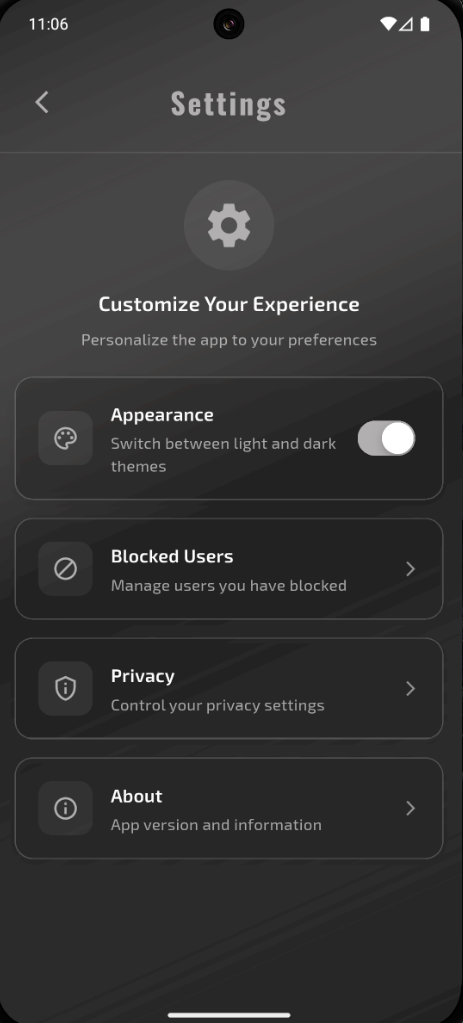 11:06
Settings
Customize Your Experience
Personalize the app to your preferences
Appearance
Switch between light and dark
themes
Blocked Users
Manage users you have blocked
Privacy
Control your privacy settings
About
App version and information